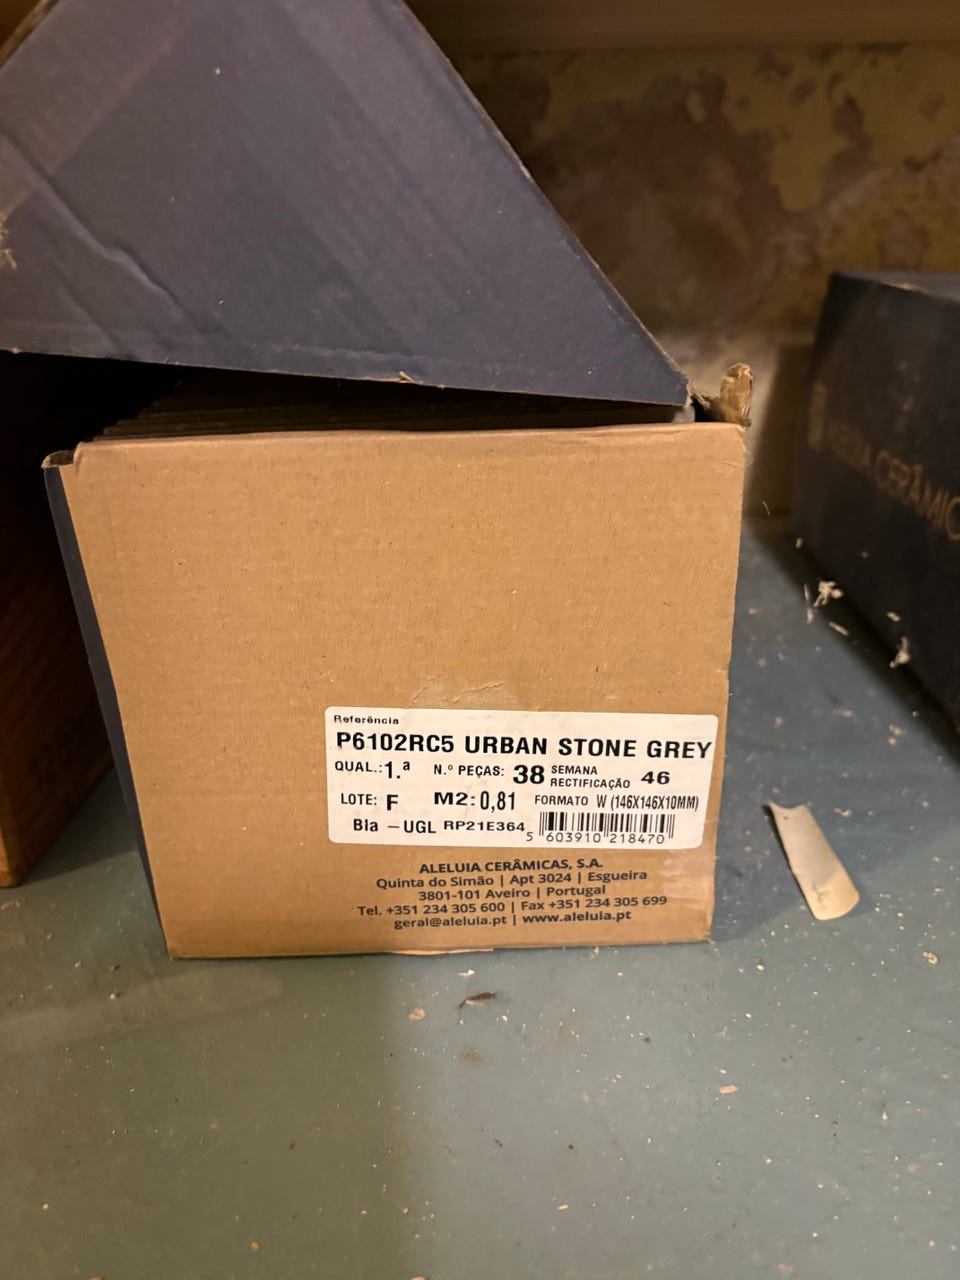 Referência
P6102RC5 URBAN STONE GREY
QUAL.: 1.ª N.º PEÇAS: 38 SEMANA RECTIFICAÇÃO 46
LOTE: F M2: 0,81 FORMATO W (146X146X10MM)
BIa – UGL RP21E364
5 603910 218470
ALELUIA CERÂMICAS, S.A.
Quinta do Simão | Apt 3024 | Esgueira
3801-101 Aveiro | Portugal
Tel. +351 234 305 600 | Fax +351 234 305 699
geral@aleluia.pt | www.aleluia.pt
CERÂMIC